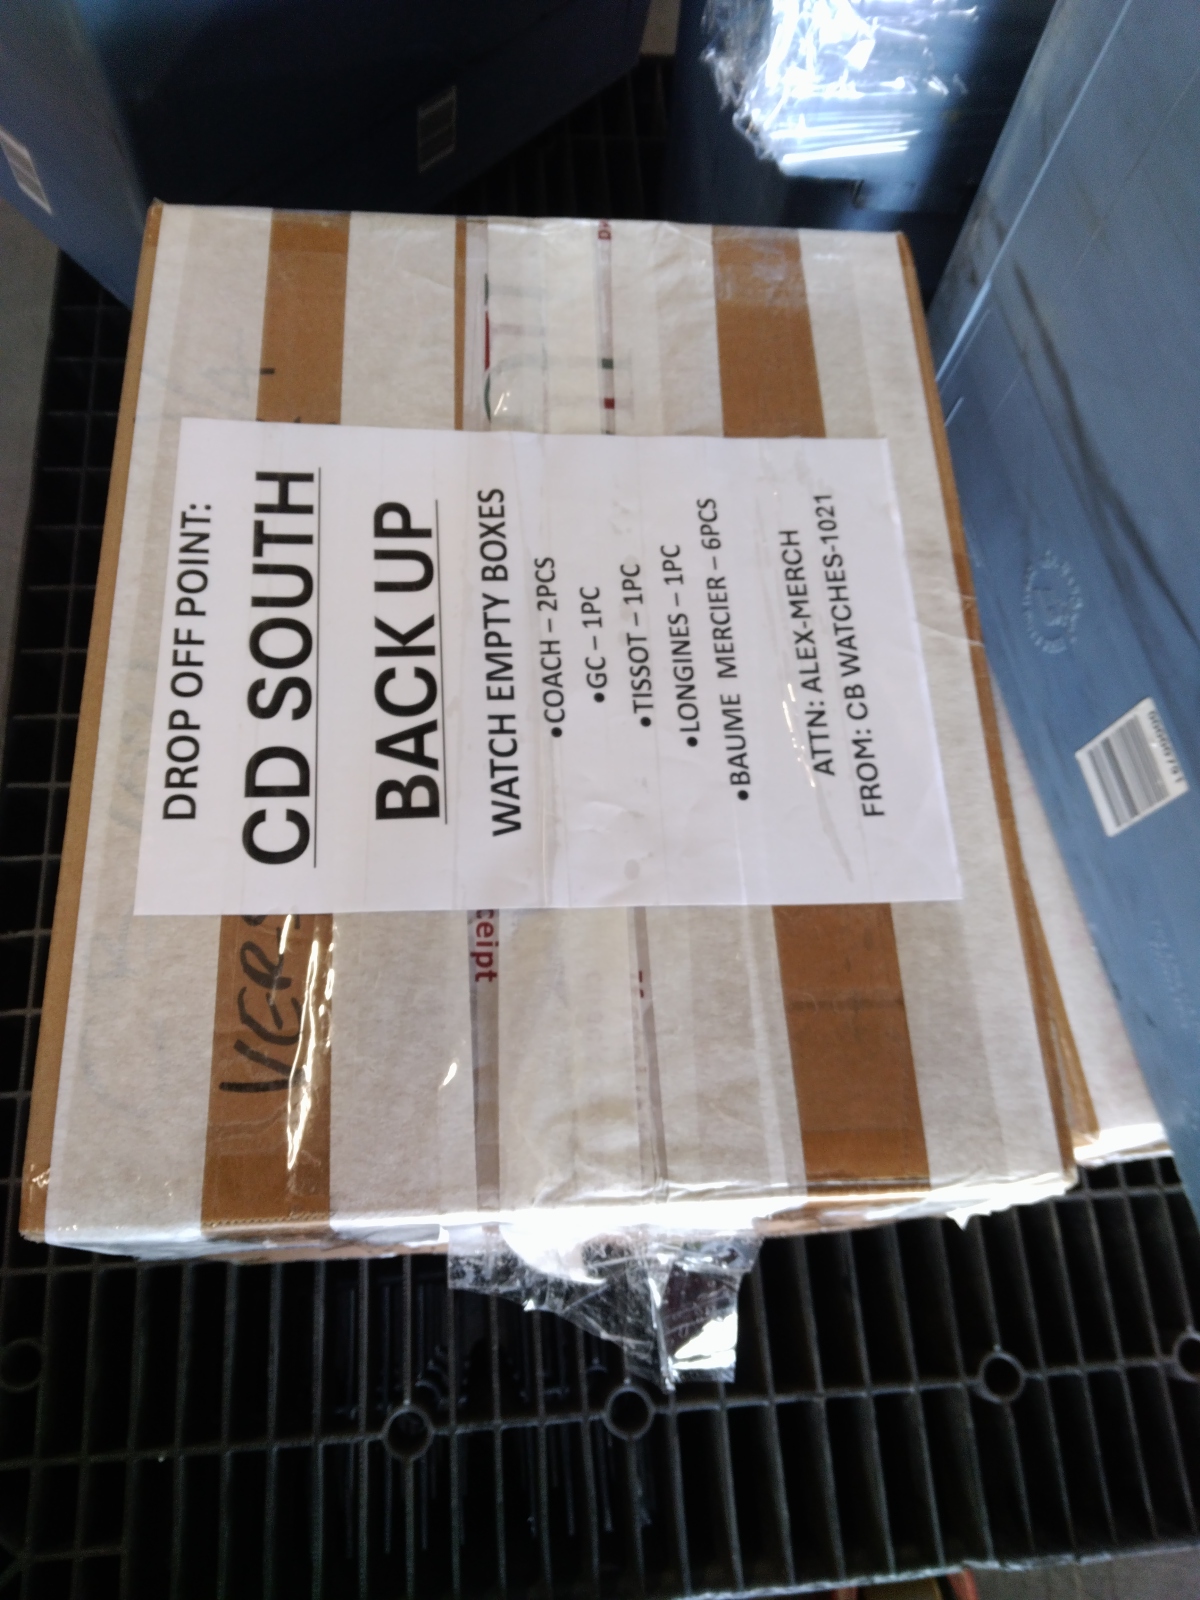 DROP OFF POINT:
CD SOUTH
BACK UP
WATCH EMPTY BOXES
•COACH – 2PCS
•GC – 1PC
•TISSOT – 1PC
•LONGINES – 1PC
•BAUME MERCIER – 6PCS
ATTN: ALEX-MERCH
FROM: CB WATCHES-1021
ceipt